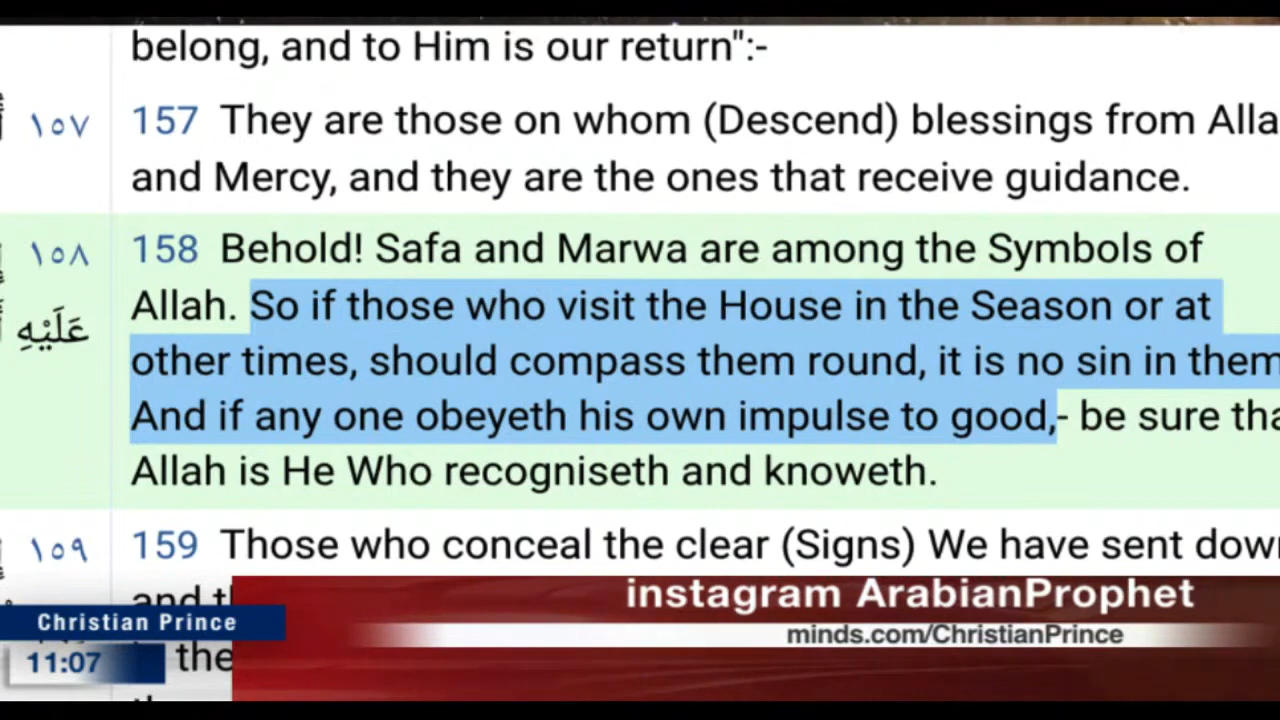 belong, and to Him is our return":-
١٥٧ 157 They are those on whom (Descend) blessings from Alla
and Mercy, and they are the ones that receive guidance.
١٥٨ 158 Behold! Safa and Marwa are among the Symbols of
Allah. So if those who visit the House in the Season or at
عَلَيْهِ
other times, should compass them round, it is no sin in them
And if any one obeyeth his own impulse to good,- be sure tha
Allah is He Who recogniseth and knoweth.
١٥٩ 159 Those who conceal the clear (Signs) We have sent down
and t
the
instagram ArabianProphet
minds.com/ChristianPrince
Christian Prince
11:07